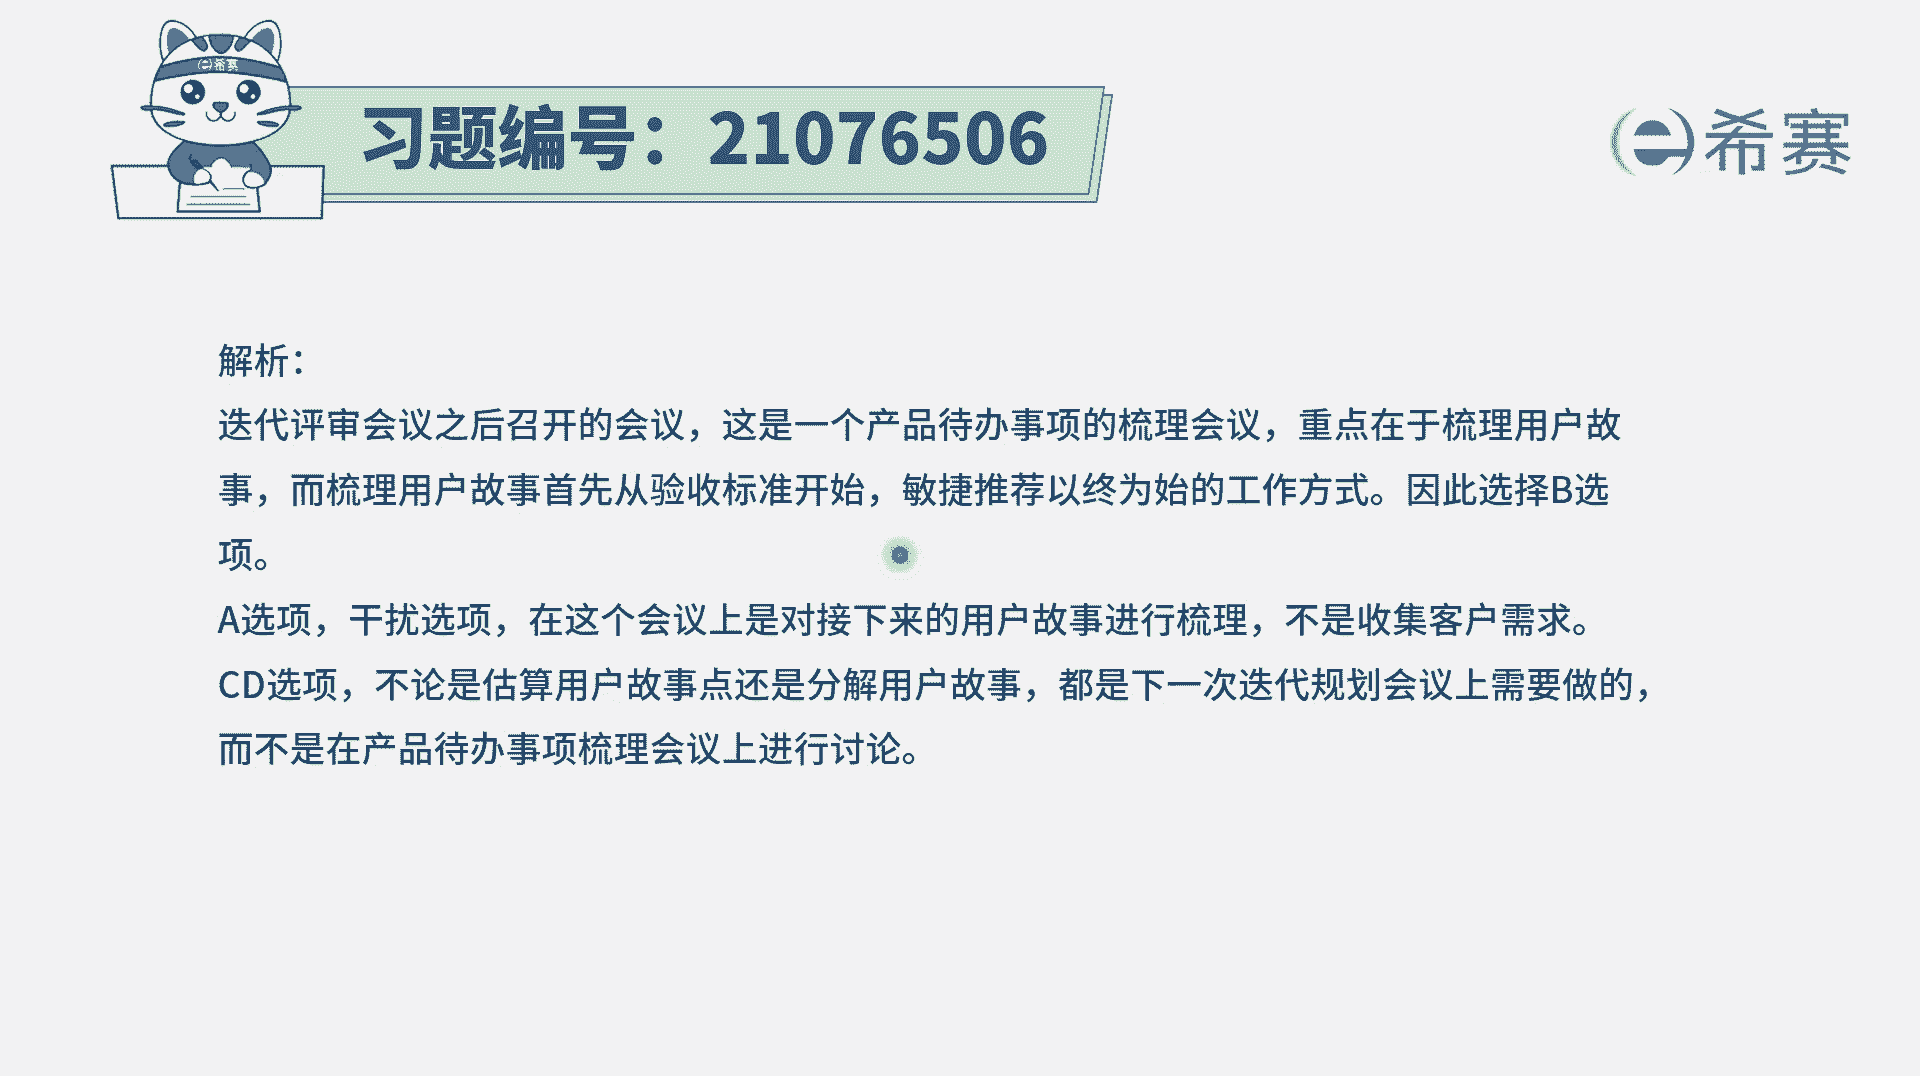 希赛
习题编号：21076506
希赛
解析：
迭代评审会议之后召开的会议，这是一个产品待办事项的梳理会议，重点在于梳理用户故
事，而梳理用户故事首先从验收标准开始，敏捷推荐以终为始的工作方式。因此选择B选
项。
A选项，干扰选项，在这个会议上是对接下来的用户故事进行梳理，不是收集客户需求。
CD选项，不论是估算用户故事点还是分解用户故事，都是下一次迭代规划会议上需要做的，
而不是在产品待办事项梳理会议上进行讨论。